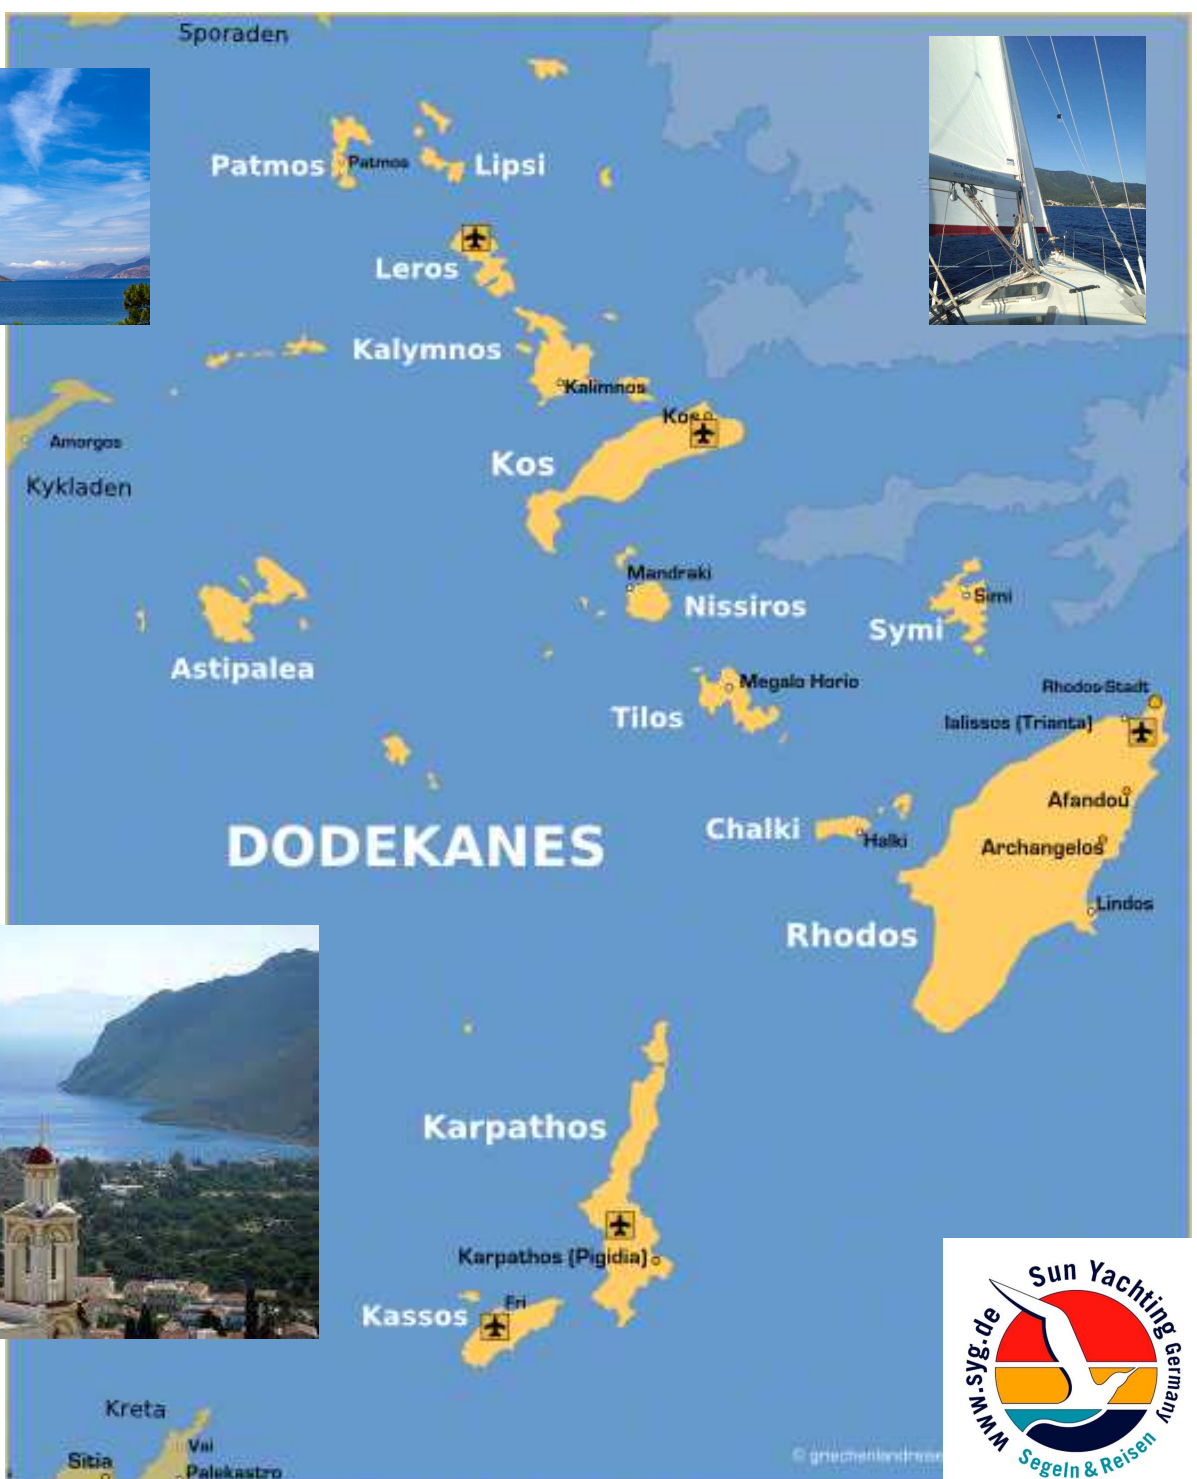 Sporaden
Patmos
Patmos
Lipsi
Leros
Kalymnos
Kalimnos
Kos
Kos
Amorgos
Kykladen
Mandraki
Nissiros
Simi
Symi
Astipalea
Megalo Horio
Tilos
Rhodos-Stadt
Ialissos (Trianta)
Afandou
Chalki
Halki
Archangelos
DODEKANES
Lindos
Rhodos
Karpathos
Karpathos (Pigidia)
Fri
Kassos
Kreta
Vai
Sitia
Palekastro
www.syg.de
Sun Yachting Germany
Segeln & Reisen